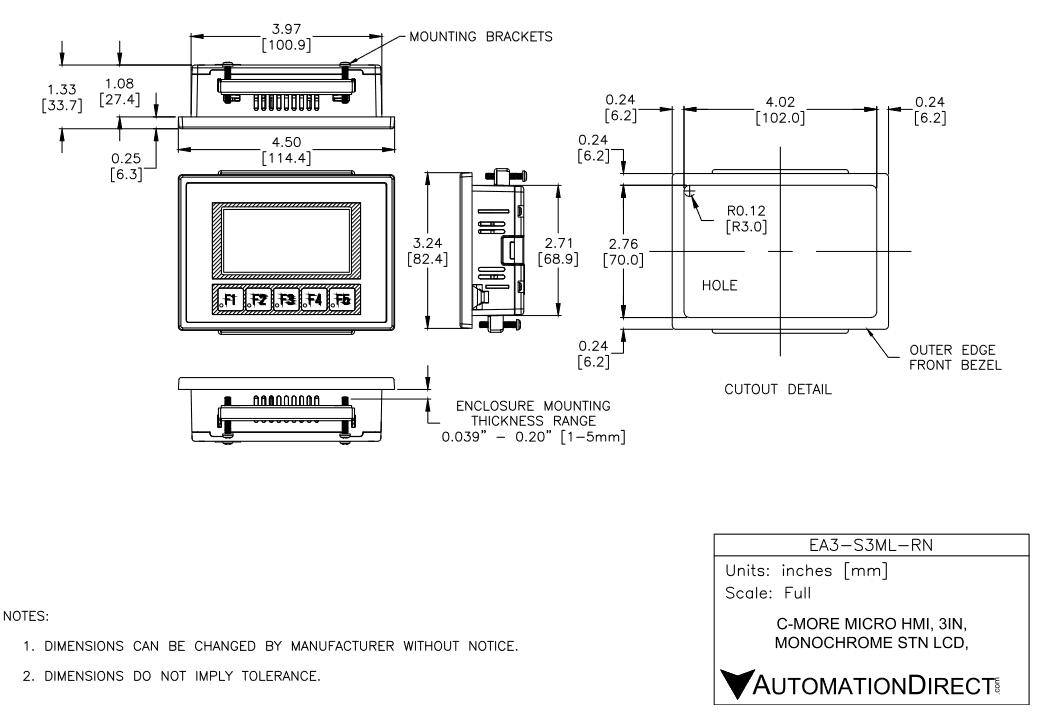 3.97
[100.9]
MOUNTING BRACKETS
1.33
[33.7]
1.08
[27.4]
0.25
[6.3]
4.50
[114.4]
0.24
[6.2]
4.02
[102.0]
0.24
[6.2]
0.24
[6.2]
R0.12
[R3.0]
3.24
[82.4]
2.71
[68.9]
2.76
[70.0]
HOLE
F1 F2 F3 F4 F5
0.24
[6.2]
OUTER EDGE
FRONT BEZEL
CUTOUT DETAIL
ENCLOSURE MOUNTING
THICKNESS RANGE
0.039" – 0.20" [1–5mm]
EA3–S3ML–RN
Units: inches [mm]
Scale: Full
C-MORE MICRO HMI, 3IN,
MONOCHROME STN LCD,
AUTOMATIONDIRECT.com
NOTES:
1. DIMENSIONS CAN BE CHANGED BY MANUFACTURER WITHOUT NOTICE.
2. DIMENSIONS DO NOT IMPLY TOLERANCE.